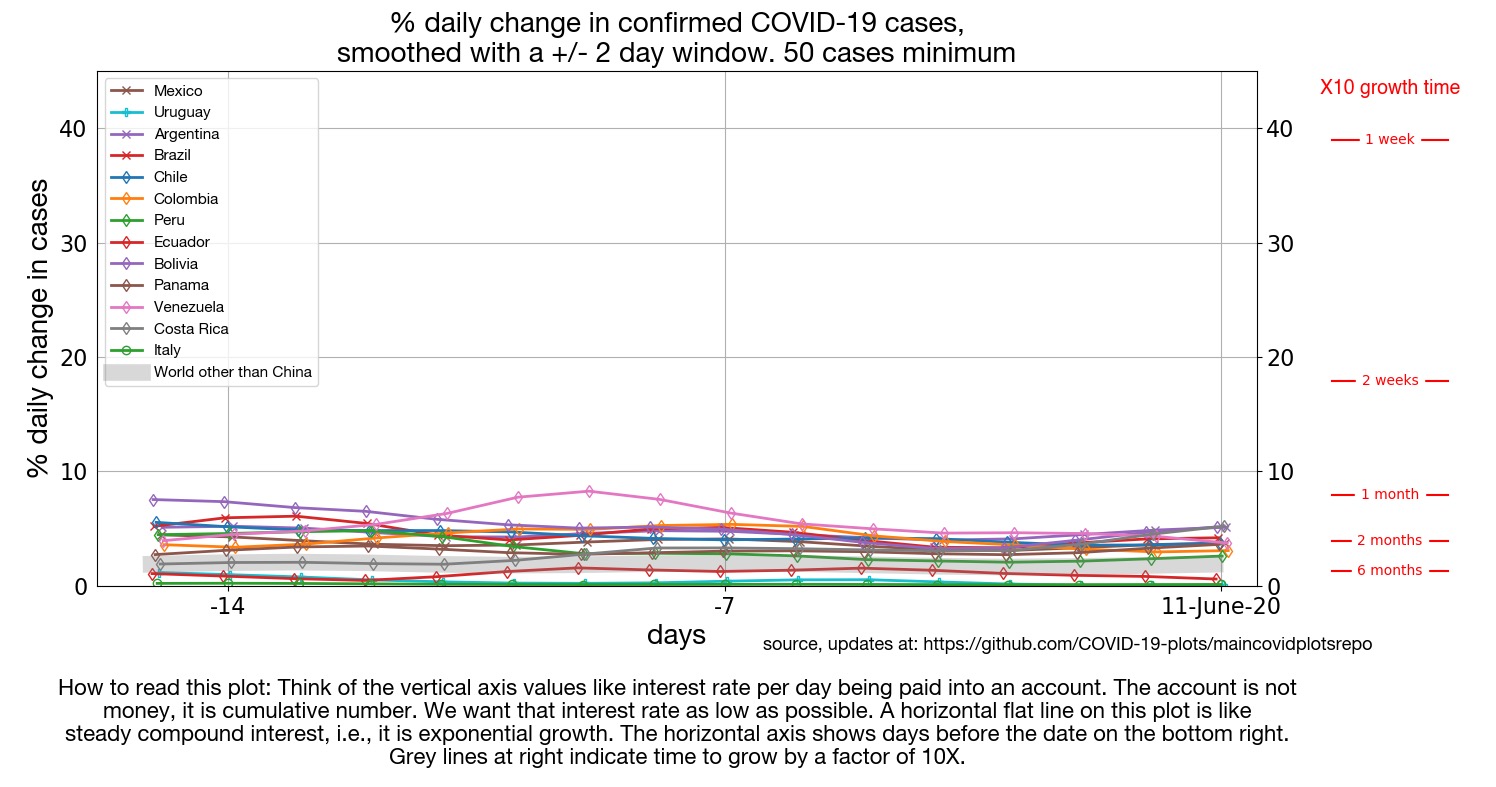 % daily change in confirmed COVID-19 cases,
smoothed with a +/- 2 day window. 50 cases minimum
X10 growth time
Mexico
Uruguay
Argentina
Brazil
Chile
Colombia
Peru
Ecuador
Bolivia
Panama
Venezuela
Costa Rica
Italy
World other than China
% daily change in cases
40
30
20
10
0
40
30
20
10
0
1 week
2 weeks
1 month
2 months
6 months
-14
-7
11-June-20
days
source, updates at: https://github.com/COVID-19-plots/maincovidplotsrepo
How to read this plot: Think of the vertical axis values like interest rate per day being paid into an account. The account is not
money, it is cumulative number. We want that interest rate as low as possible. A horizontal flat line on this plot is like
steady compound interest, i.e., it is exponential growth. The horizontal axis shows days before the date on the bottom right.
Grey lines at right indicate time to grow by a factor of 10X.